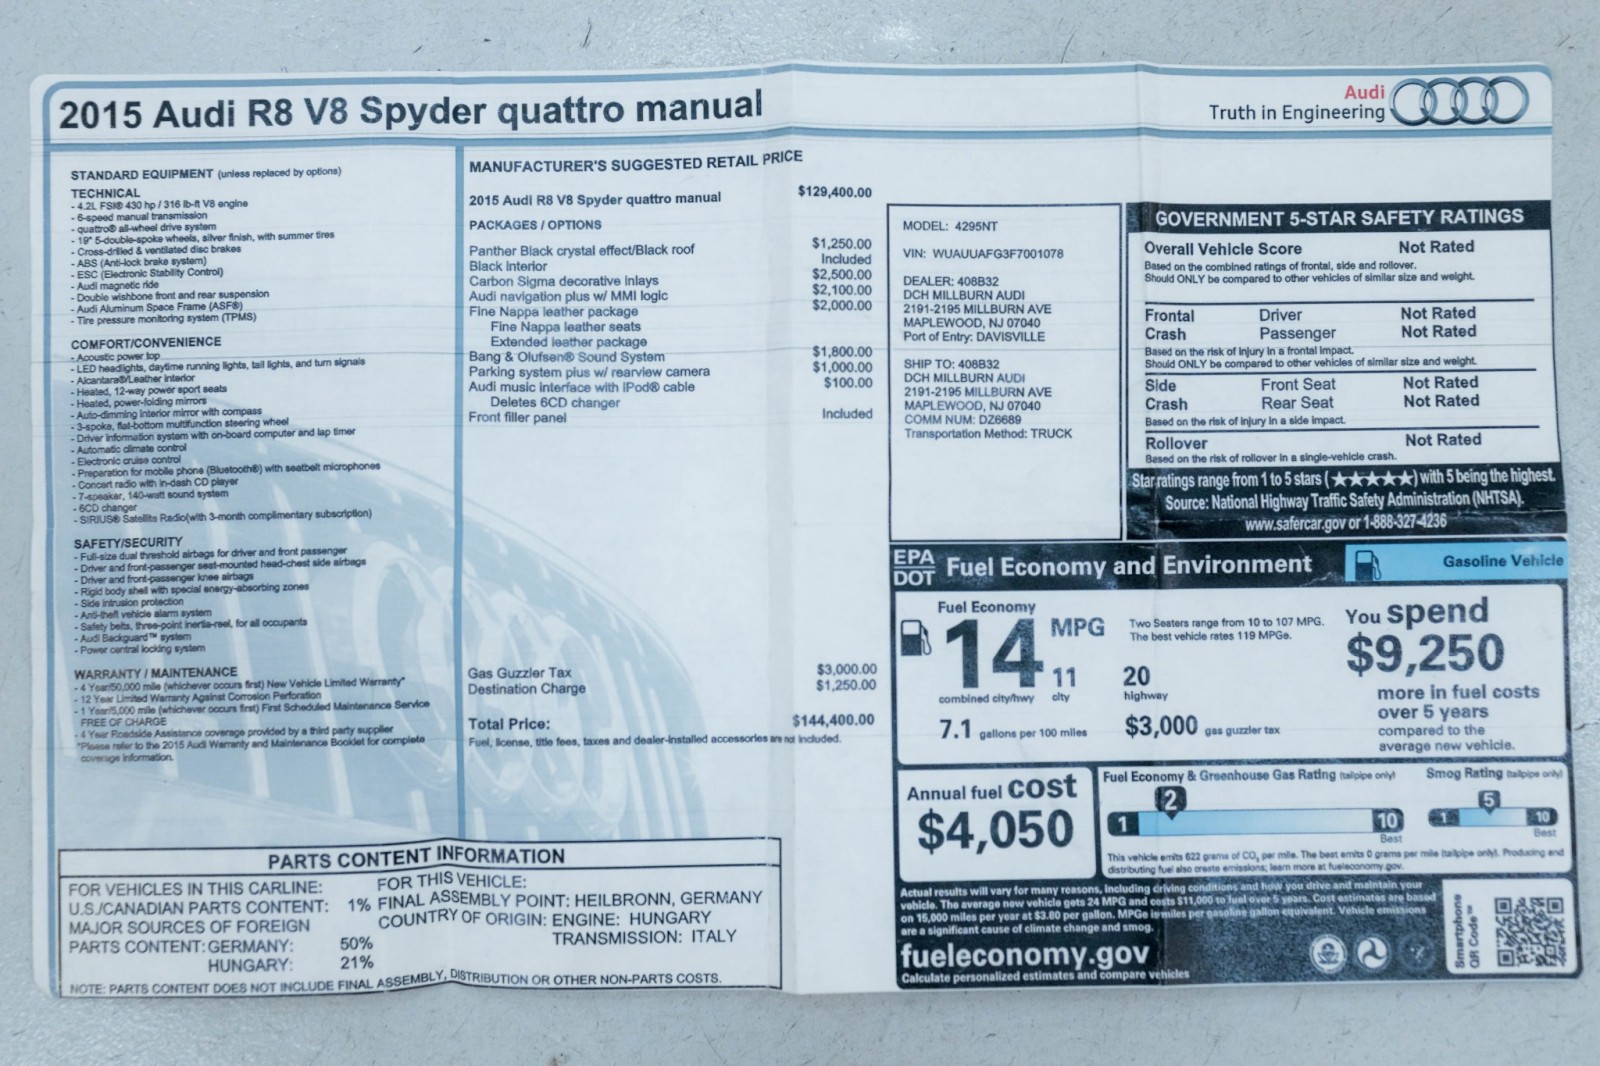 2015 Audi R8 V8 Spyder quattro manual
Audi
Truth in Engineering
STANDARD EQUIPMENT (unless replaced by options)
TECHNICAL
- 4.2L FSI® 430 hp / 316 lb-ft V8 engine
- 6-speed manual transmission
- quattro® all-wheel drive system
- 19" 5-double-spoke wheels, silver finish, with summer tires
- Cross-drilled & ventilated disc brakes
- ABS (Anti-lock brake system)
- ESC (Electronic Stability Control)
- Audi magnetic ride
- Double wishbone front and rear suspension
- Audi Aluminum Space Frame (ASF®)
- Tire pressure monitoring system (TPMS)
COMFORT/CONVENIENCE
- Acoustic power top
- LED headlights, daytime running lights, tail lights, and turn signals
- Alcantara®/Leather interior
- Heated, 12-way power sport seats
- Heated, power-folding mirrors
- Auto-dimming interior mirror with compass
- 3-spoke, flat-bottom multifunction steering wheel
- Driver information system with on-board computer and lap timer
- Automatic climate control
- Electronic cruise control
- Preparation for mobile phone (Bluetooth®) with seatbelt microphones
- Concert radio with in-dash CD player
- 7-speaker, 140-watt sound system
- 6CD changer
- SIRIUS® Satellite Radio(with 3-month complimentary subscription)
SAFETY/SECURITY
- Full-size dual threshold airbags for driver and front passenger
- Driver and front-passenger seat-mounted head-chest side airbags
- Driver and front-passenger knee airbags
- Rigid body shell with special energy-absorbing zones
- Side intrusion protection
- Anti-theft vehicle alarm system
- Safety belts, three-point inertia-reel, for all occupants
- Audi Backguard™ system
- Power central locking system
WARRANTY / MAINTENANCE
- 4 Year/50,000 mile (whichever occurs first) New Vehicle Limited Warranty*
- 12 Year Limited Warranty Against Corrosion Perforation
- 1 Year/5,000 mile (whichever occurs first) First Scheduled Maintenance Service
FREE OF CHARGE
- 4 Year Roadside Assistance coverage provided by a third party supplier
*Please refer to the 2015 Audi Warranty and Maintenance Booklet for complete
coverage information.
MANUFACTURER'S SUGGESTED RETAIL PRICE
2015 Audi R8 V8 Spyder quattro manual $129,400.00
PACKAGES / OPTIONS
Panther Black crystal effect/Black roof $1,250.00
Black interior Included
Carbon Sigma decorative inlays $2,500.00
Audi navigation plus w/ MMI logic $2,100.00
Fine Nappa leather package $2,000.00
Fine Nappa leather seats
Extended leather package
Bang & Olufsen® Sound System $1,800.00
Parking system plus w/ rearview camera $1,000.00
Audi music interface with iPod® cable $100.00
Deletes 6CD changer
Front filler panel Included
Gas Guzzler Tax $3,000.00
Destination Charge $1,250.00
Total Price: $144,400.00
Fuel, license, title fees, taxes and dealer-installed accessories are not included.
MODEL: 4295NT
VIN: WUAUUAFG3F7001078
DEALER: 408B32
DCH MILLBURN AUDI
2191-2195 MILLBURN AVE
MAPLEWOOD, NJ 07040
Port of Entry: DAVISVILLE
SHIP TO: 408B32
DCH MILLBURN AUDI
2191-2195 MILLBURN AVE
MAPLEWOOD, NJ 07040
COMM NUM: DZ6689
Transportation Method: TRUCK
GOVERNMENT 5-STAR SAFETY RATINGS
Overall Vehicle Score Not Rated
Based on the combined ratings of frontal, side and rollover.
Should ONLY be compared to other vehicles of similar size and weight.
Frontal Driver Not Rated
Crash Passenger Not Rated
Based on the risk of injury in a frontal impact.
Should ONLY be compared to other vehicles of similar size and weight.
Side Front Seat Not Rated
Crash Rear Seat Not Rated
Based on the risk of injury in a side impact.
Rollover Not Rated
Based on the risk of rollover in a single-vehicle crash.
Star ratings range from 1 to 5 stars (★★★★★) with 5 being the highest.
Source: National Highway Traffic Safety Administration (NHTSA).
www.safercar.gov or 1-888-327-4236
EPA
DOT
Fuel Economy and Environment
Gasoline Vehicle
Fuel Economy
14 MPG
combined city/hwy
11
city
20
highway
Two Seaters range from 10 to 107 MPG.
The best vehicle rates 119 MPGe.
7.1 gallons per 100 miles
$3,000 gas guzzler tax
You spend
$9,250
more in fuel costs
over 5 years
compared to the
average new vehicle.
Annual fuel cost
$4,050
Fuel Economy & Greenhouse Gas Rating (tailpipe only)
2
1 10
Best
Smog Rating (tailpipe only)
5
1 10
Best
This vehicle emits 622 grams of CO₂ per mile. The best emits 0 grams per mile (tailpipe only). Producing and
distributing fuel also create emissions; learn more at fueleconomy.gov.
Actual results will vary for many reasons, including driving conditions and how you drive and maintain your
vehicle. The average new vehicle gets 24 MPG and costs $11,000 to fuel over 5 years. Cost estimates are based
on 15,000 miles per year at $3.80 per gallon. MPGe is miles per gasoline gallon equivalent. Vehicle emissions
are a significant cause of climate change and smog.
fueleconomy.gov
Calculate personalized estimates and compare vehicles
Smartphone
QR Code™
PARTS CONTENT INFORMATION
FOR VEHICLES IN THIS CARLINE:
U.S./CANADIAN PARTS CONTENT: 1%
MAJOR SOURCES OF FOREIGN
PARTS CONTENT: GERMANY: 50%
HUNGARY: 21%
FOR THIS VEHICLE:
FINAL ASSEMBLY POINT: HEILBRONN, GERMANY
COUNTRY OF ORIGIN: ENGINE: HUNGARY
TRANSMISSION: ITALY
NOTE: PARTS CONTENT DOES NOT INCLUDE FINAL ASSEMBLY, DISTRIBUTION OR OTHER NON-PARTS COSTS.